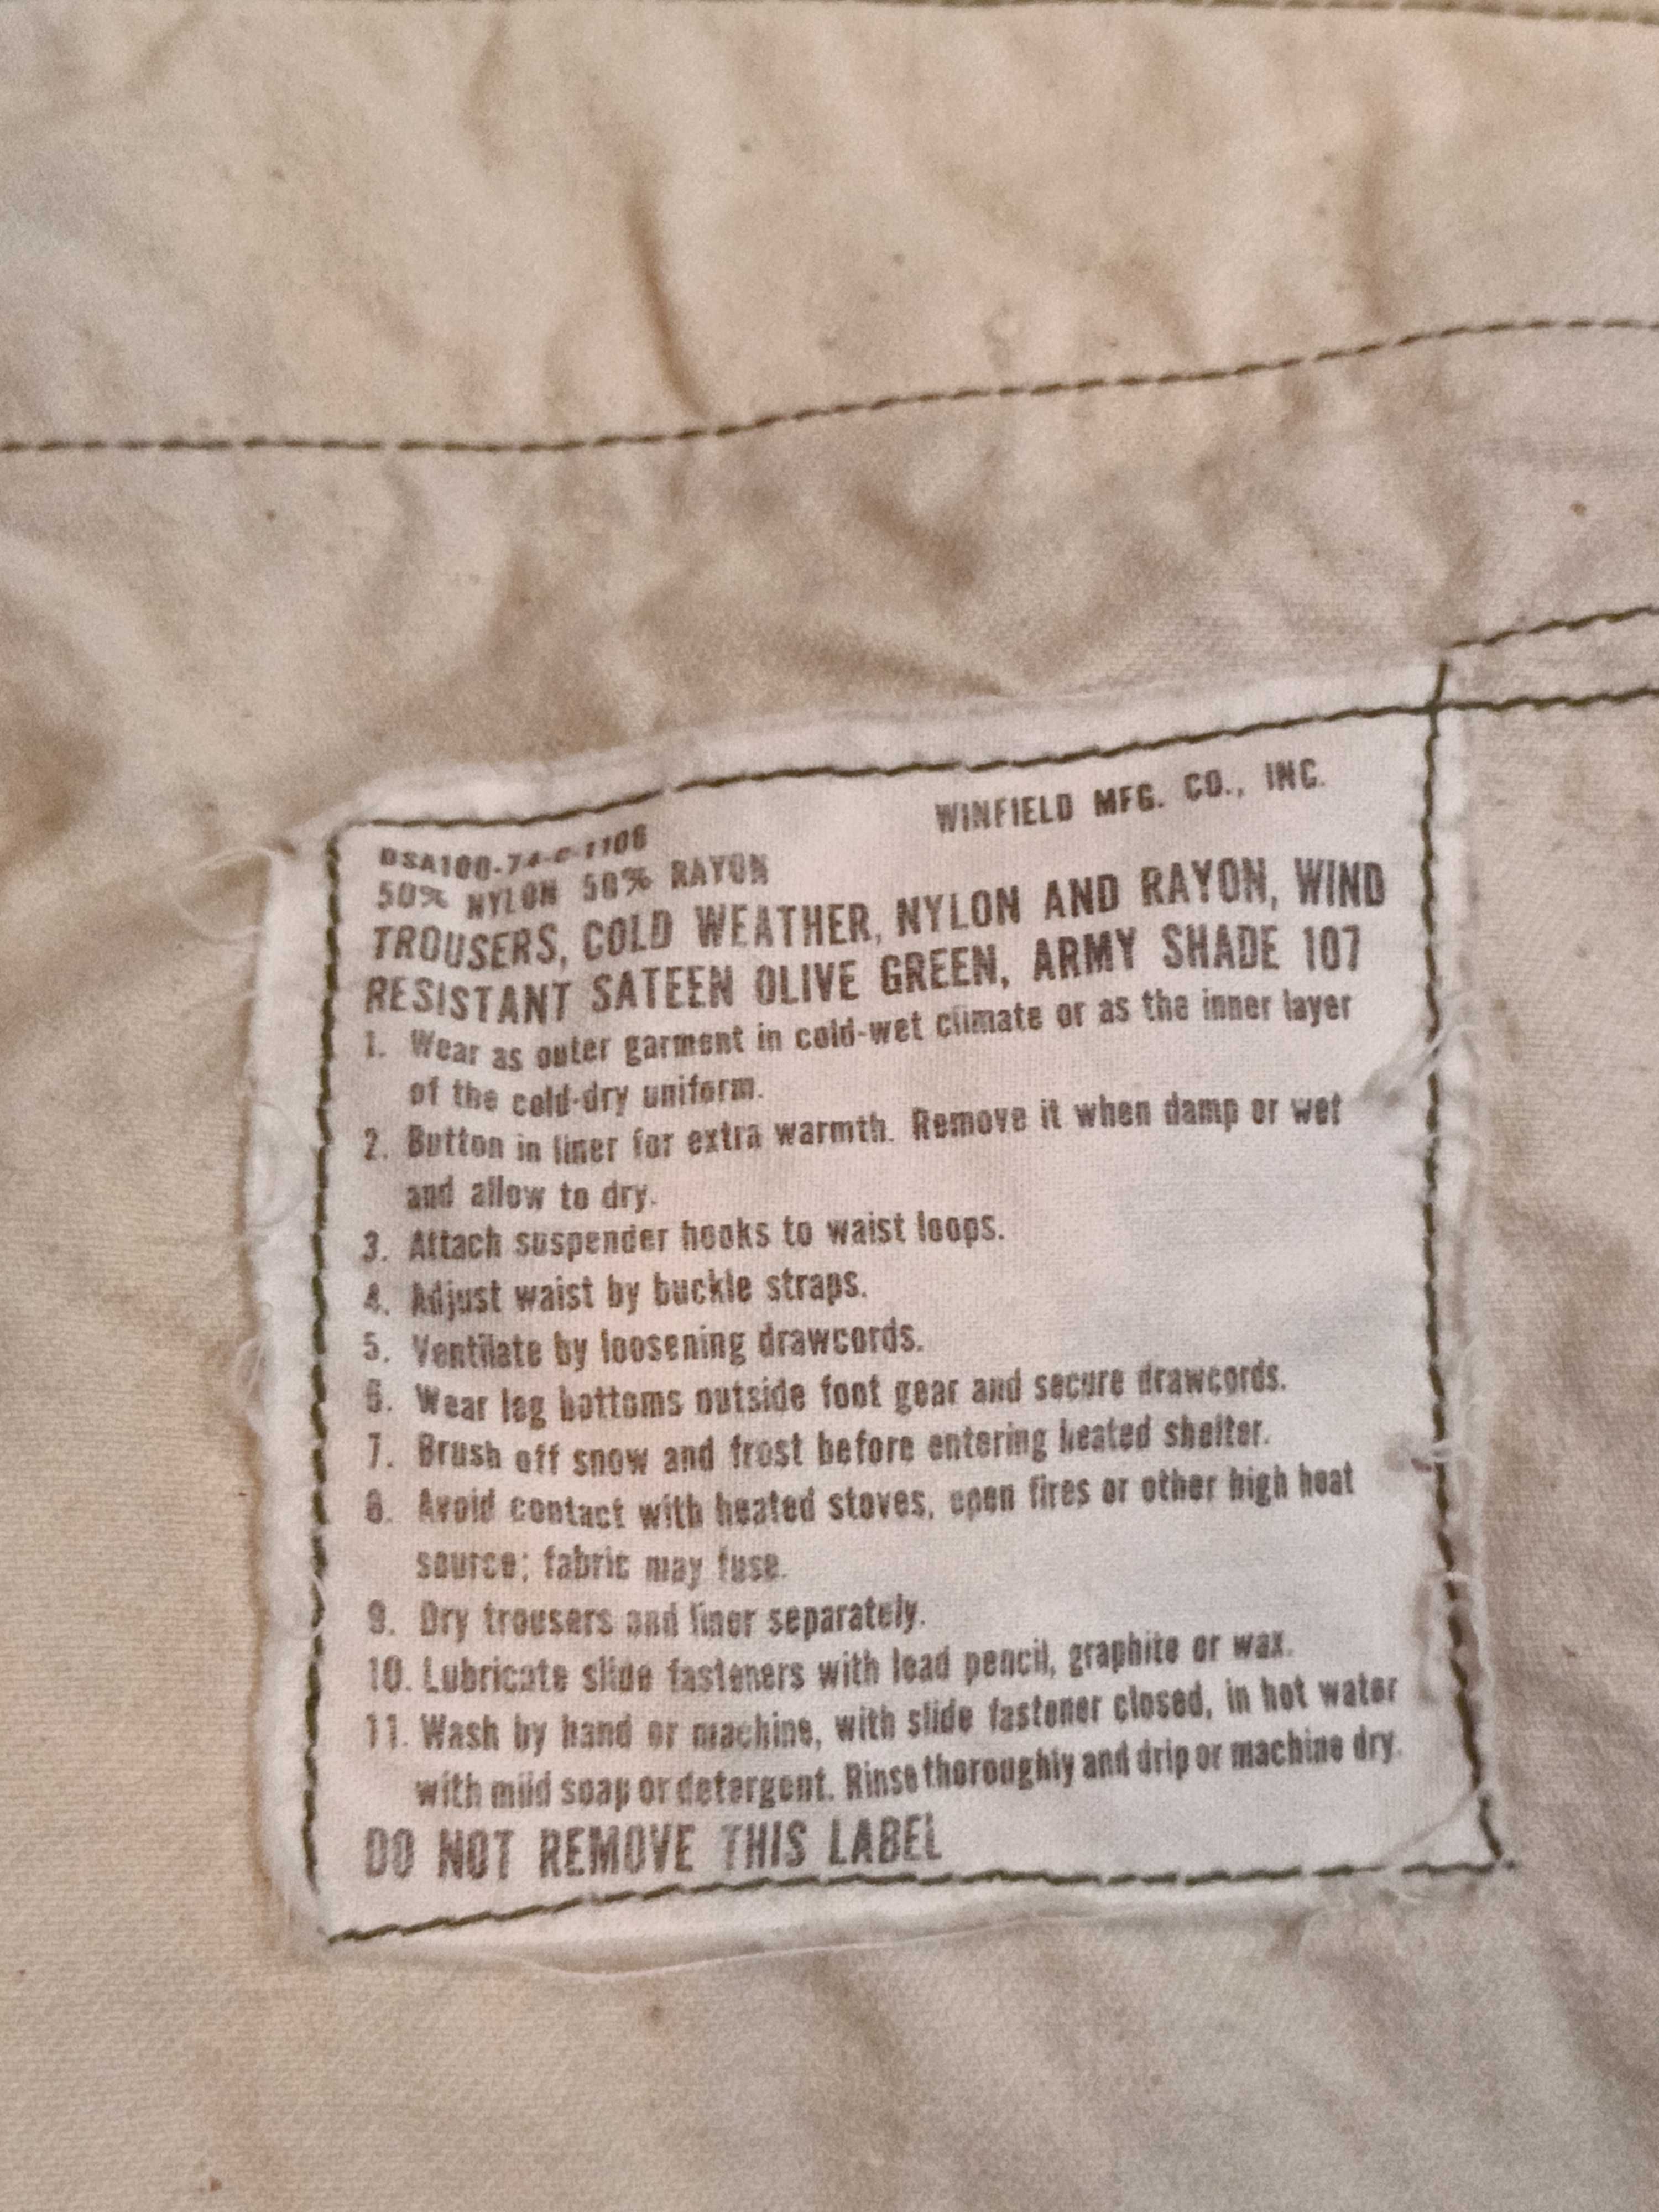 WINFIELD MFG. CO., INC.
DSA100-74-C-1106
50% NYLON 50% RAYON
TROUSERS, COLD WEATHER, NYLON AND RAYON, WIND
RESISTANT SATEEN OLIVE GREEN, ARMY SHADE 107
1. Wear as outer garment in cold-wet climate or as the inner layer
of the cold-dry uniform.
2. Button in liner for extra warmth. Remove it when damp or wet
and allow to dry.
3. Attach suspender hooks to waist loops.
4. Adjust waist by buckle straps.
5. Ventilate by loosening drawcords.
6. Wear leg bottoms outside foot gear and secure drawcords.
7. Brush off snow and frost before entering heated shelter.
8. Avoid contact with heated stoves, open fires or other high heat
source; fabric may fuse.
9. Dry trousers and liner separately.
10. Lubricate slide fasteners with lead pencil, graphite or wax.
11. Wash by hand or machine, with slide fastener closed, in hot water
with mild soap or detergent. Rinse thoroughly and drip or machine dry.
DO NOT REMOVE THIS LABEL